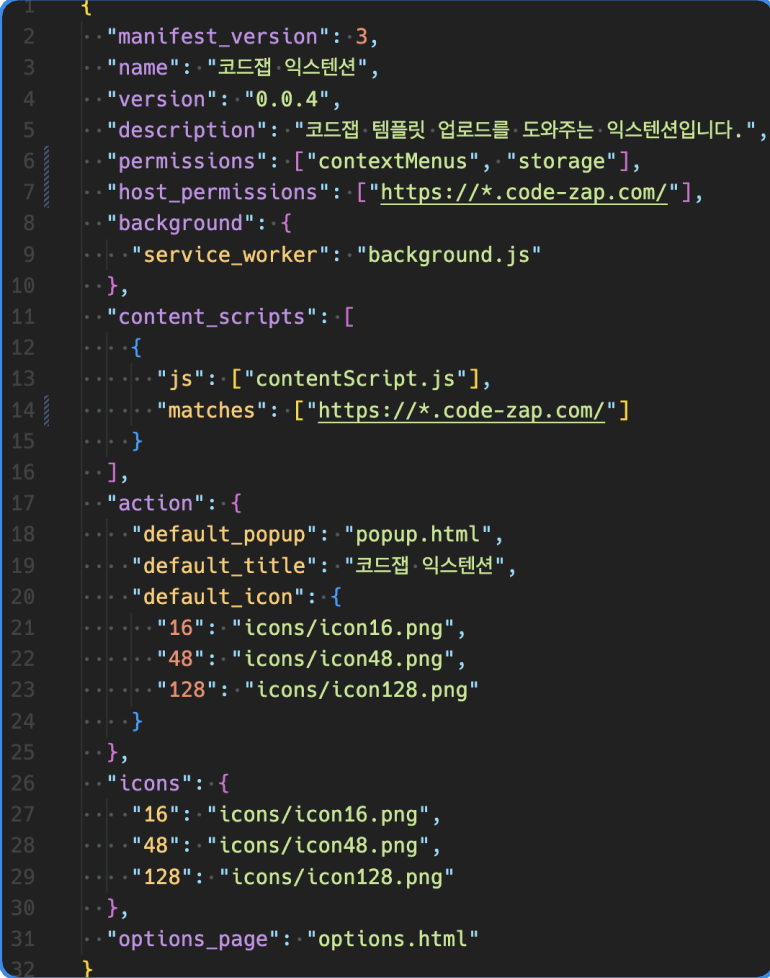 1 {
2 "manifest_version": 3,
3 "name": "코드잽 익스텐션",
4 "version": "0.0.4",
5 "description": "코드잽 템플릿 업로드를 도와주는 익스텐션입니다.",
6 "permissions": ["contextMenus", "storage"],
7 "host_permissions": ["https://*.code-zap.com/"],
8 "background": {
9 "service_worker": "background.js"
10 },
11 "content_scripts": [
12 {
13 "js": ["contentScript.js"],
14 "matches": ["https://*.code-zap.com/"]
15 }
16 ],
17 "action": {
18 "default_popup": "popup.html",
19 "default_title": "코드잽 익스텐션",
20 "default_icon": {
21 "16": "icons/icon16.png",
22 "48": "icons/icon48.png",
23 "128": "icons/icon128.png"
24 }
25 },
26 "icons": {
27 "16": "icons/icon16.png",
28 "48": "icons/icon48.png",
29 "128": "icons/icon128.png"
30 },
31 "options_page": "options.html"
32 }